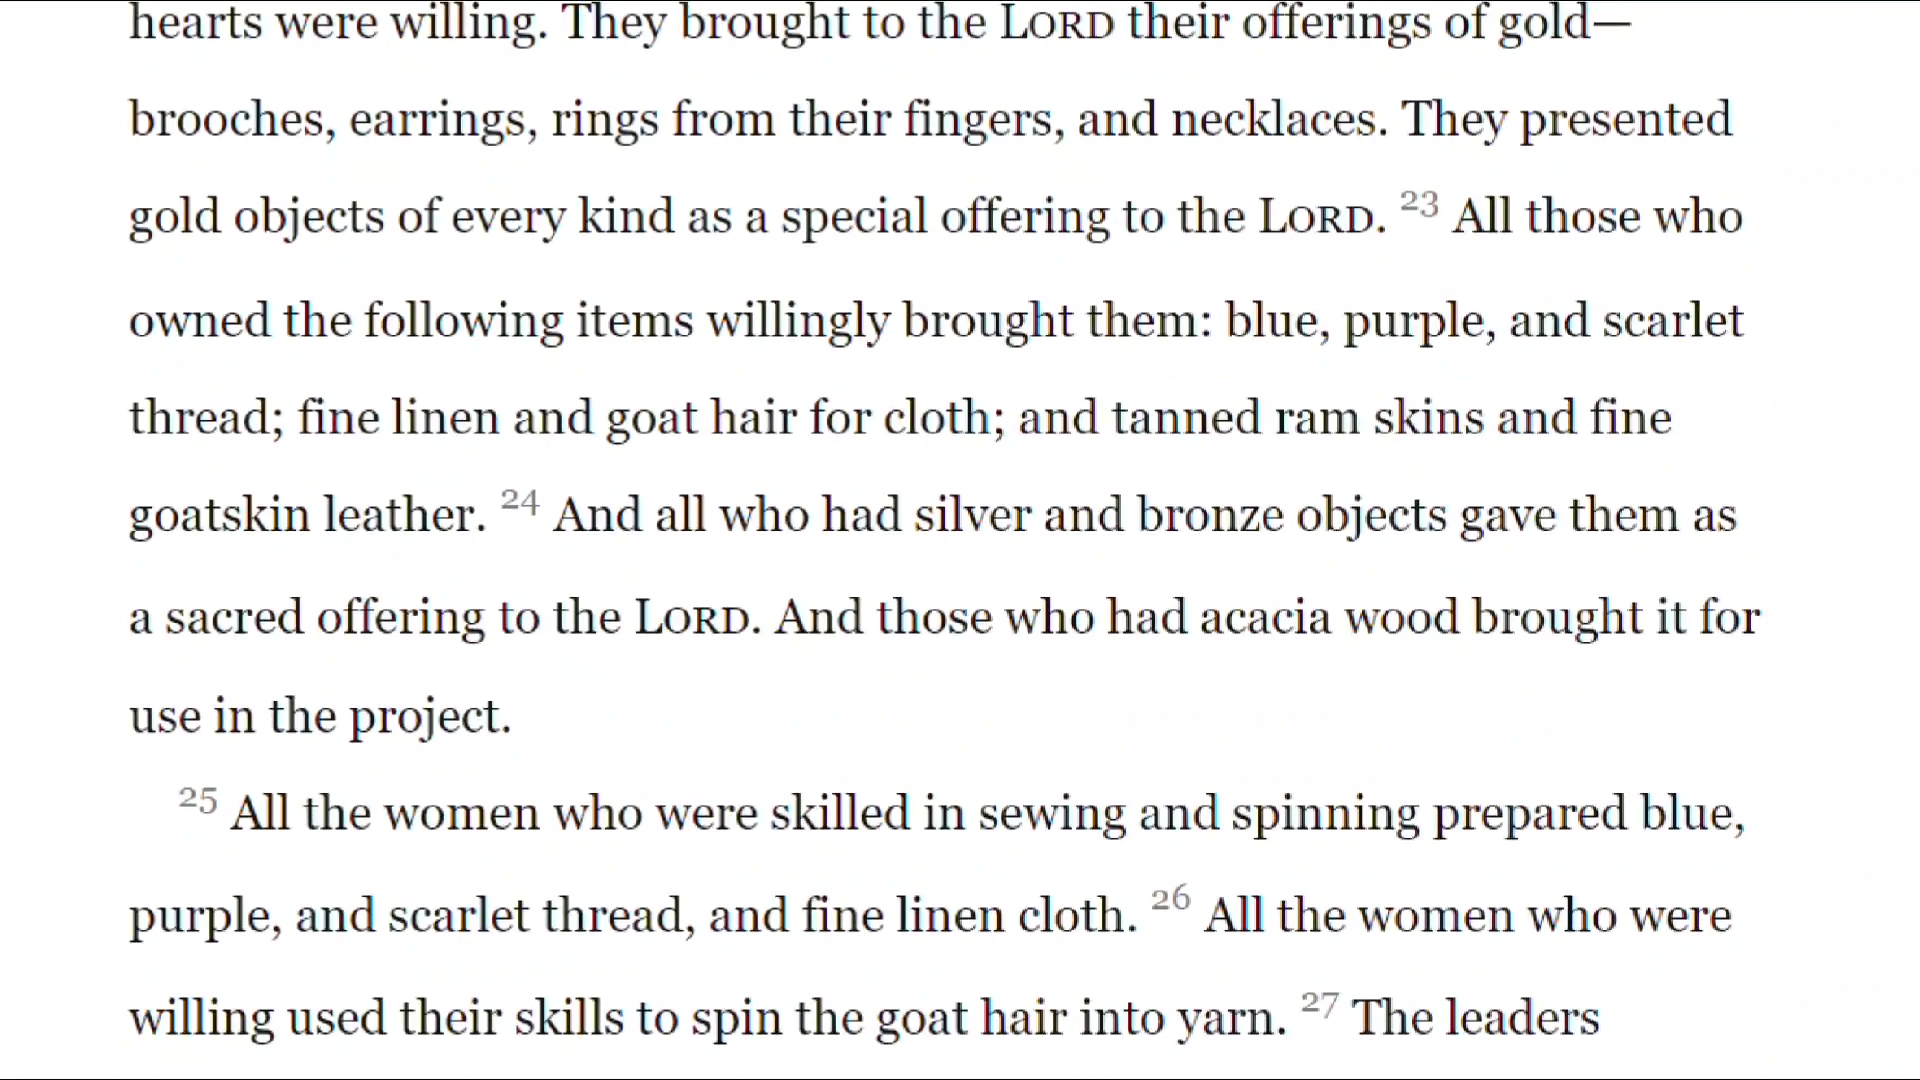 hearts were willing. They brought to the LORD their offerings of gold—
brooches, earrings, rings from their fingers, and necklaces. They presented
gold objects of every kind as a special offering to the LORD. 23 All those who
owned the following items willingly brought them: blue, purple, and scarlet
thread; fine linen and goat hair for cloth; and tanned ram skins and fine
goatskin leather. 24 And all who had silver and bronze objects gave them as
a sacred offering to the LORD. And those who had acacia wood brought it for
use in the project.
25 All the women who were skilled in sewing and spinning prepared blue,
purple, and scarlet thread, and fine linen cloth. 26 All the women who were
willing used their skills to spin the goat hair into yarn. 27 The leaders